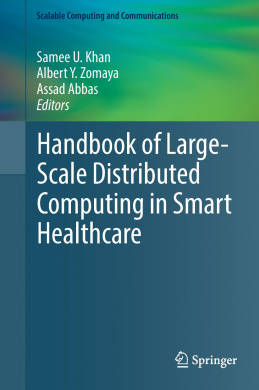 Scalable Computing and Communications
Samee U. Khan
Albert Y. Zomaya
Assad Abbas
Editors
Handbook of Large-
Scale Distributed
Computing in Smart
Healthcare
Springer